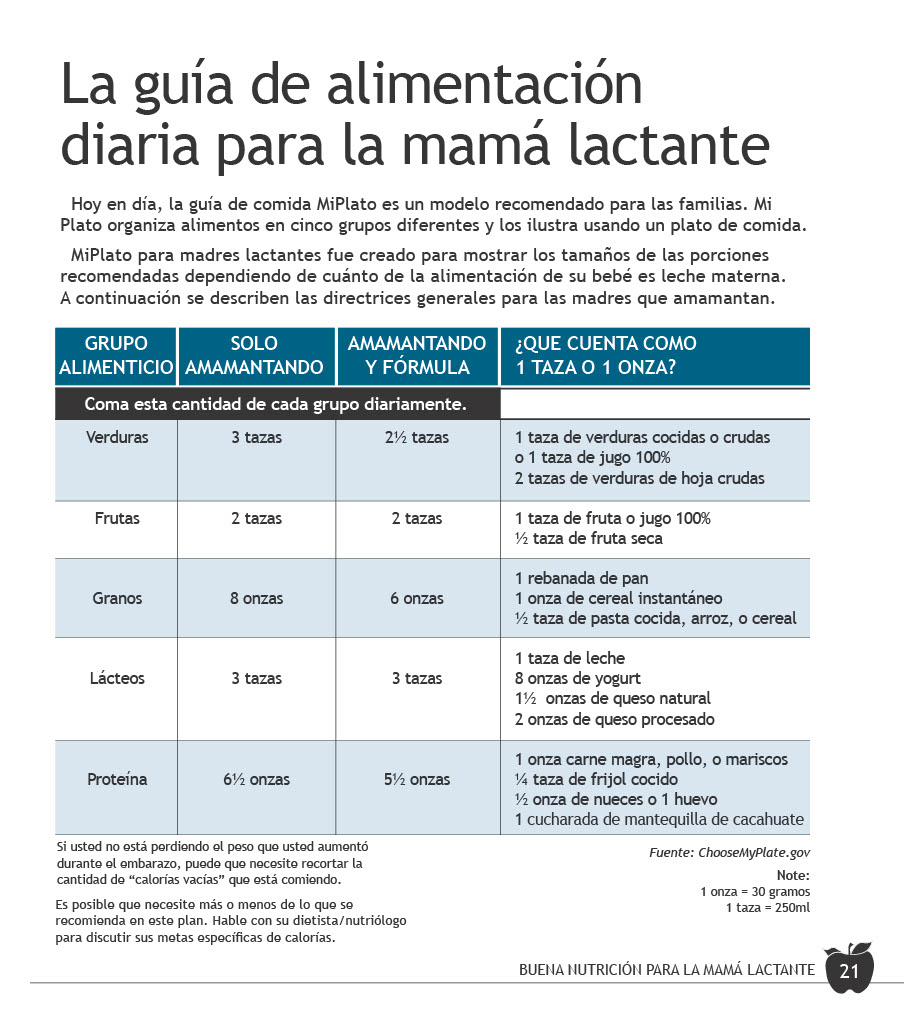 La guía de alimentación
diaria para la mamá lactante
Hoy en día, la guía de comida MiPlato es un modelo recomendado para las familias. Mi
Plato organiza alimentos en cinco grupos diferentes y los ilustra usando un plato de comida.
MiPlato para madres lactantes fue creado para mostrar los tamaños de las porciones
recomendadas dependiendo de cuánto de la alimentación de su bebé es leche materna.
A continuación se describen las directrices generales para las madres que amamantan.
GRUPO ALIMENTICIO
SOLO AMAMANTANDO
AMAMANTANDO Y FÓRMULA
¿QUE CUENTA COMO
1 TAZA O 1 ONZA?
Coma esta cantidad de cada grupo diariamente.
Verduras 3 tazas 2½ tazas 1 taza de verduras cocidas o crudas
o 1 taza de jugo 100%
2 tazas de verduras de hoja crudas
Frutas 2 tazas 2 tazas 1 taza de fruta o jugo 100%
½ taza de fruta seca
1 rebanada de pan
Granos 8 onzas 6 onzas 1 onza de cereal instantáneo
½ taza de pasta cocida, arroz, o cereal
1 taza de leche
Lácteos 3 tazas 3 tazas 8 onzas de yogurt
1½ onzas de queso natural
2 onzas de queso procesado
1 onza carne magra, pollo, o mariscos
Proteína 6½ onzas 5½ onzas ¼ taza de frijol cocido
½ onza de nueces o 1 huevo
1 cucharada de mantequilla de cacahuate
Si usted no está perdiendo el peso que usted aumentó
durante el embarazo, puede que necesite recortar la
cantidad de “calorías vacías” que está comiendo.
Es posible que necesite más o menos de lo que se
recomienda en este plan. Hable con su dietista/nutriólogo
para discutir sus metas específicas de calorías.
Fuente: ChooseMyPlate.gov
Note:
1 onza = 30 gramos
1 taza = 250ml
BUENA NUTRICIÓN PARA LA MAMÁ LACTANTE 21